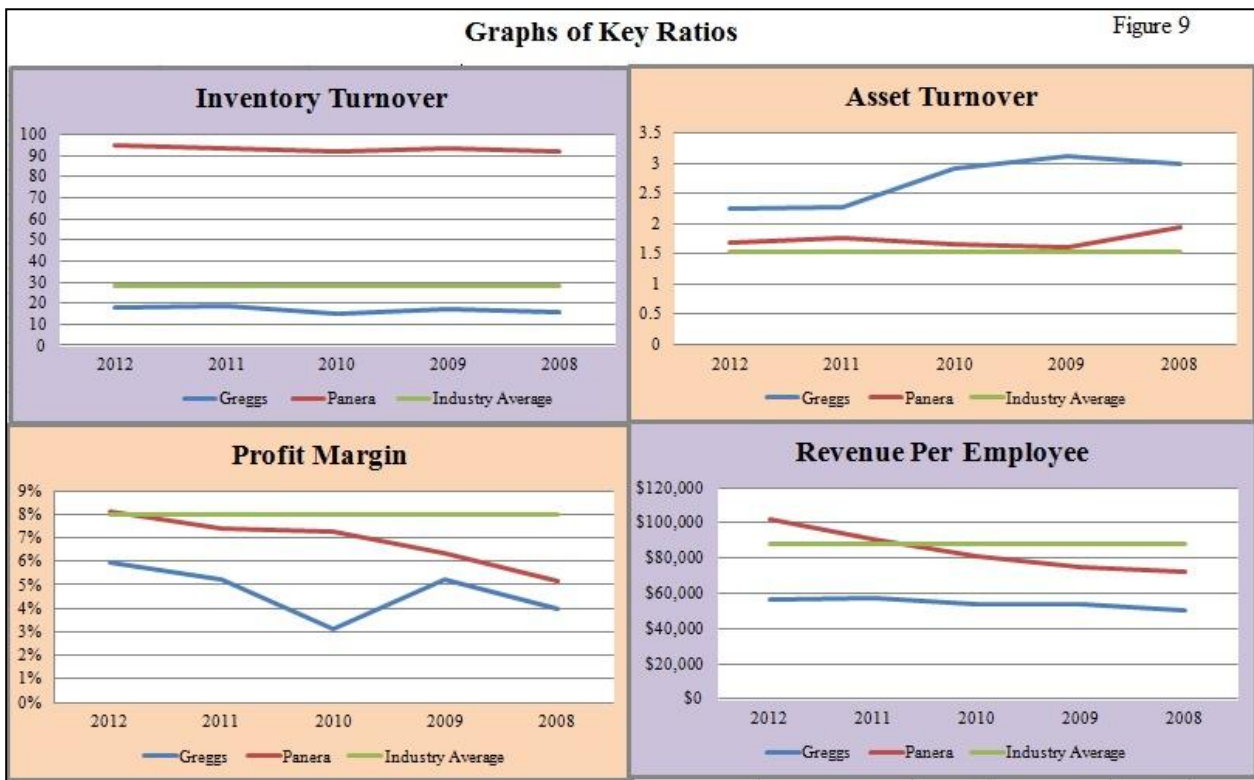 Graphs of Key Ratios
Figure 9
Inventory Turnover
100
90
80
70
60
50
40
30
20
10
0
2012 2011 2010 2009 2008
Greggs Panera Industry Average
Asset Turnover
3.5
3
2.5
2
1.5
1
0.5
0
2012 2011 2010 2009 2008
Greggs Panera Industry Average
Profit Margin
9%
8%
7%
6%
5%
4%
3%
2%
1%
0%
2012 2011 2010 2009 2008
Greggs Panera Industry Average
Revenue Per Employee
$120,000
$100,000
$80,000
$60,000
$40,000
$20,000
$0
2012 2011 2010 2009 2008
Greggs Panera Industry Average